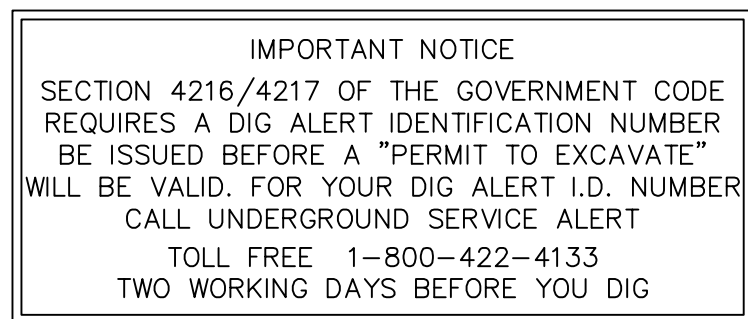 IMPORTANT NOTICE
SECTION 4216/4217 OF THE GOVERNMENT CODE
REQUIRES A DIG ALERT IDENTIFICATION NUMBER
BE ISSUED BEFORE A "PERMIT TO EXCAVATE"
WILL BE VALID. FOR YOUR DIG ALERT I.D. NUMBER
CALL UNDERGROUND SERVICE ALERT
TOLL FREE 1-800-422-4133
TWO WORKING DAYS BEFORE YOU DIG